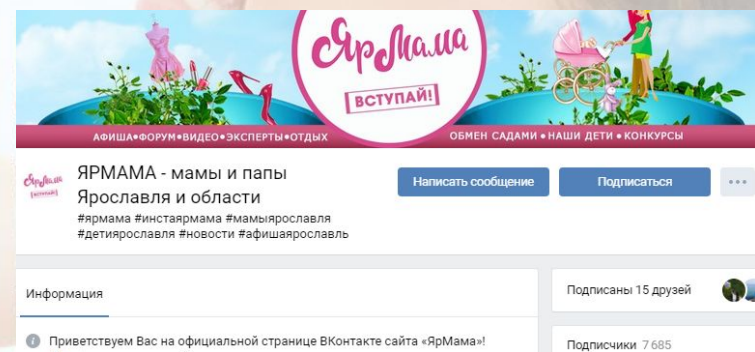 ЯрМама
ВСТУПАЙ!
АФИША•ФОРУМ•ВИДЕО•ЭКСПЕРТЫ•ОТДЫХ
ОБМЕН САДАМИ • НАШИ ДЕТИ • КОНКУРСЫ
ЯрМама
ВСТУПАЙ!
ЯРМАМА - мамы и папы
Ярославля и области
#ярмама #инстаярмама #мамыярославля
#детиярославля #новости #афишаярославль
Написать сообщение
Подписаться
Информация
Подписаны 15 друзей
Приветствуем Вас на официальной странице ВКонтакте сайта «ЯрМама»!
Подписчики 7 685